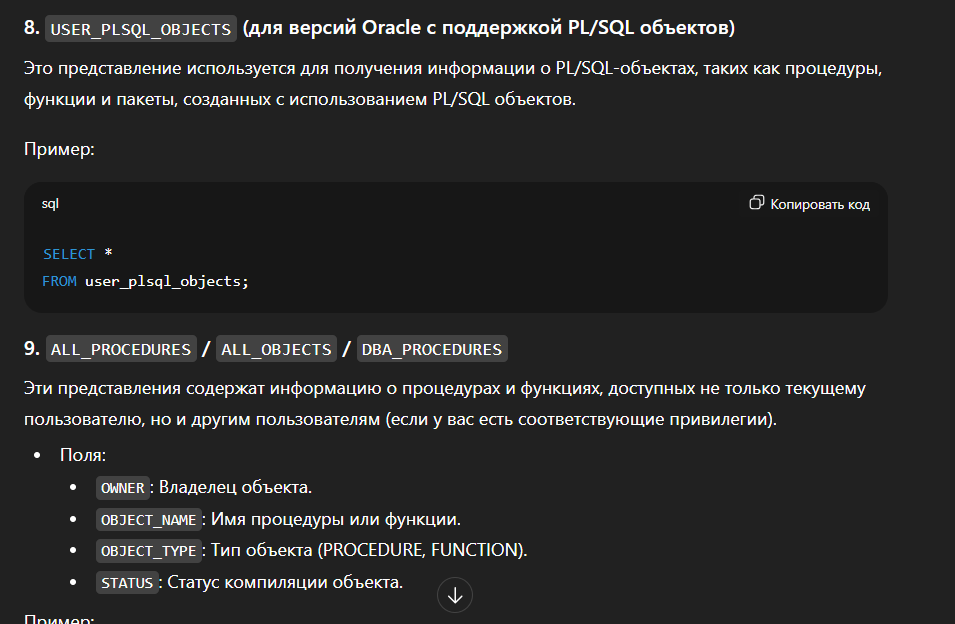 8. USER_PLSQL_OBJECTS (для версий Oracle с поддержкой PL/SQL объектов)
Это представление используется для получения информации о PL/SQL-объектах, таких как процедуры,
функции и пакеты, созданных с использованием PL/SQL объектов.
Пример:
sql
Копировать код
SELECT *
FROM user_plsql_objects;
9. ALL_PROCEDURES / ALL_OBJECTS / DBA_PROCEDURES
Эти представления содержат информацию о процедурах и функциях, доступных не только текущему
пользователю, но и другим пользователям (если у вас есть соответствующие привилегии).
• Поля:
• OWNER: Владелец объекта.
• OBJECT_NAME: Имя процедуры или функции.
• OBJECT_TYPE: Тип объекта (PROCEDURE, FUNCTION).
• STATUS: Статус компиляции объекта.
Пример: